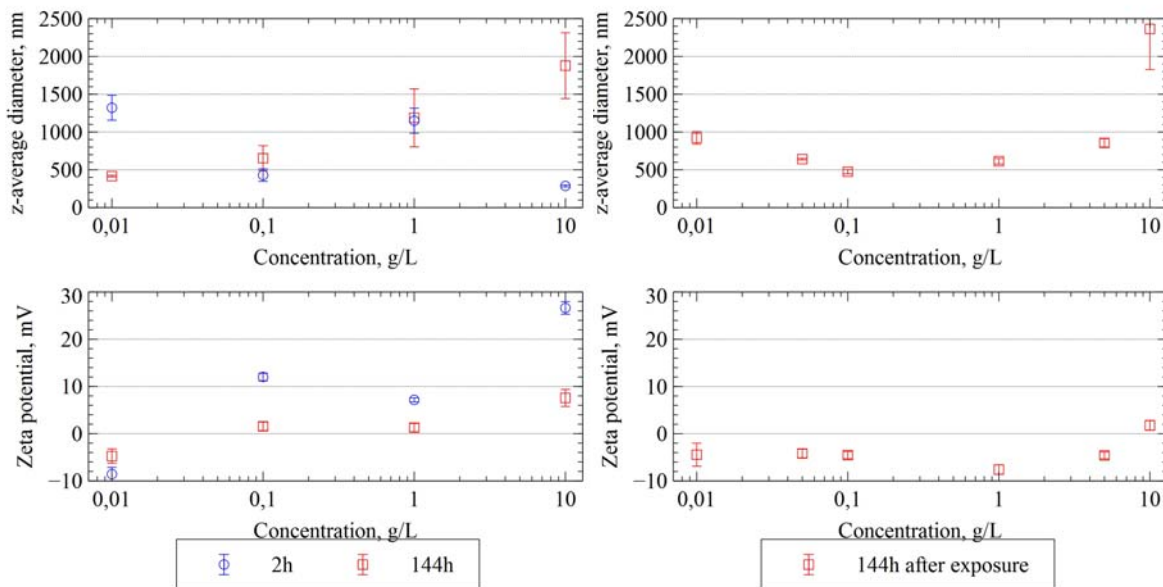 z-average diameter, nm
2500
2000
1500
1000
500
0
0,01 0,1 1 10
Concentration, g/L
z-average diameter, nm
2500
2000
1500
1000
500
0
0,01 0,1 1 10
Concentration, g/L
Zeta potential, mV
30
20
10
0
−10
0,01 0,1 1 10
Concentration, g/L
2h 144h
Zeta potential, mV
30
20
10
0
−10
0,01 0,1 1 10
Concentration, g/L
144h after exposure